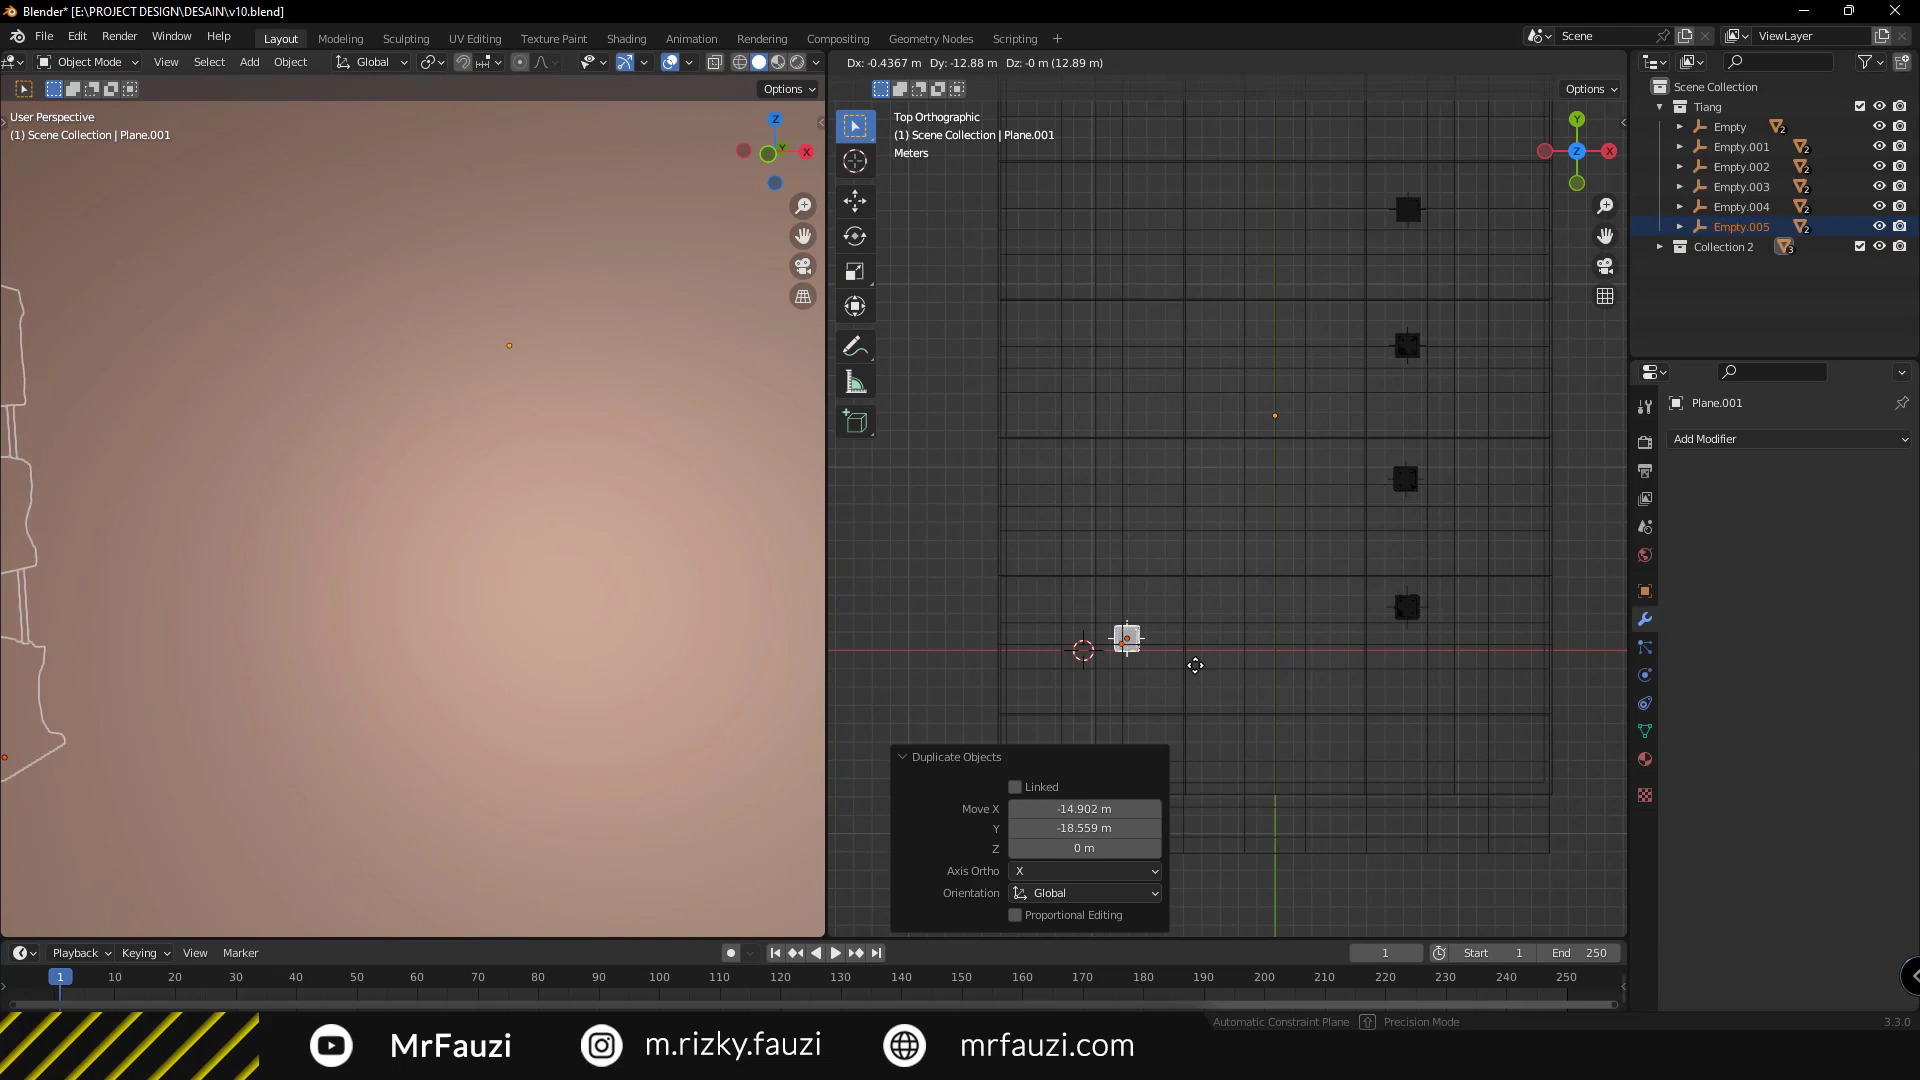 Blender* [E:\PROJECT DESIGN\DESAIN\v10.blend]
File Edit Render Window Help
Layout Modeling Sculpting UV Editing Texture Paint Shading Animation Rendering Compositing Geometry Nodes Scripting
Scene
ViewLayer
Object Mode View Select Add Object
Global
Dx: -0.4367 m Dy: -12.88 m Dz: -0 m (12.89 m)
Options
Options
User Perspective
(1) Scene Collection | Plane.001
Z
Y
X
Top Orthographic
(1) Scene Collection | Plane.001
Meters
Y
Z
X
Scene Collection
Tiang
Empty 2
Empty.001 2
Empty.002 2
Empty.003 2
Empty.004 2
Empty.005 2
Collection 2 3
Plane.001
Add Modifier
Duplicate Objects
Linked
Move X -14.902 m
Y -18.559 m
Z 0 m
Axis Ortho X
Orientation Global
Proportional Editing
Playback Keying View Marker
1
Start 1
End 250
1 10 20 30 40 50 60 70 80 90 100 110 120 130 140 150 160 170 180 190 200 210 220 230 240 250
Automatic Constraint Plane Precision Mode
3.3.0
MrFauzi
m.rizky.fauzi
mrfauzi.com